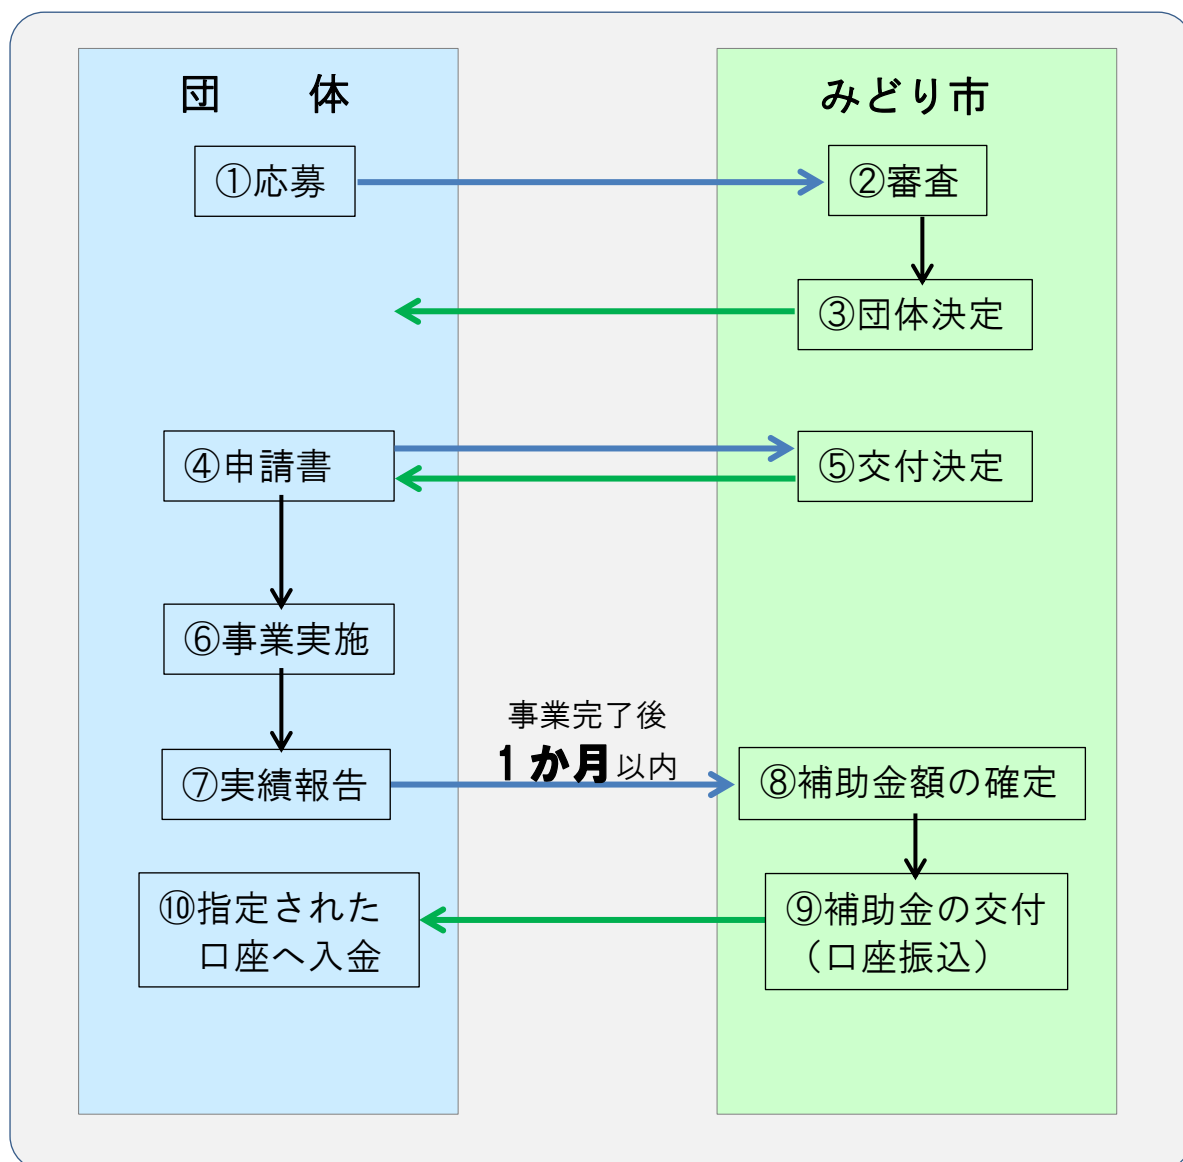 団　　体
みどり市
①応募
②審査
③団体決定
④申請書
⑤交付決定
⑥事業実施
事業完了後
１か月以内
⑦実績報告
⑧補助金額の確定
⑩指定された
口座へ入金
⑨補助金の交付
（口座振込）